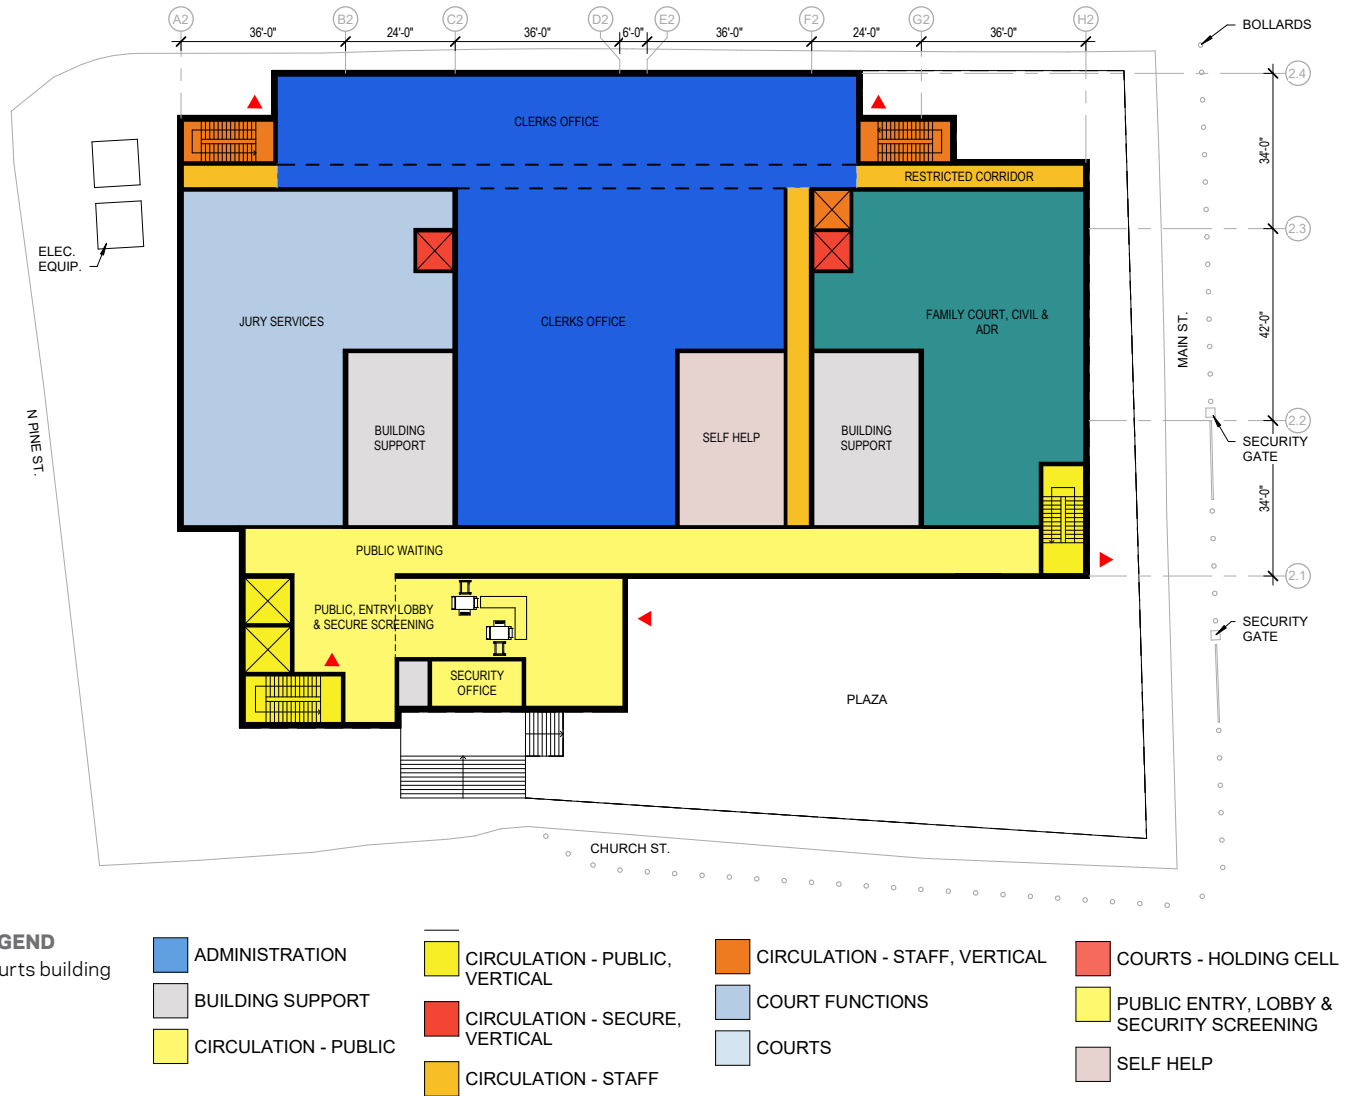 A2 B2 C2 D2 E2 F2 G2 H2
36'-0" 24'-0" 36'-0" 6'-0" 36'-0" 24'-0" 36'-0"
BOLLARDS
2.4
34'-0"
2.3
42'-0"
2.2
34'-0"
2.1
CLERKS OFFICE
RESTRICTED CORRIDOR
ELEC.
EQUIP.
JURY SERVICES
CLERKS OFFICE
FAMILY COURT, CIVIL &
ADR
MAIN ST.
N PINE ST.
BUILDING
SUPPORT
SELF HELP
BUILDING
SUPPORT
SECURITY
GATE
PUBLIC WAITING
PUBLIC, ENTRY LOBBY
& SECURE SCREENING
SECURITY
GATE
SECURITY
OFFICE
PLAZA
CHURCH ST.
GEND
urts building
ADMINISTRATION
BUILDING SUPPORT
CIRCULATION - PUBLIC
CIRCULATION - PUBLIC,
VERTICAL
CIRCULATION - SECURE,
VERTICAL
CIRCULATION - STAFF
CIRCULATION - STAFF, VERTICAL
COURT FUNCTIONS
COURTS
COURTS - HOLDING CELL
PUBLIC ENTRY, LOBBY &
SECURITY SCREENING
SELF HELP